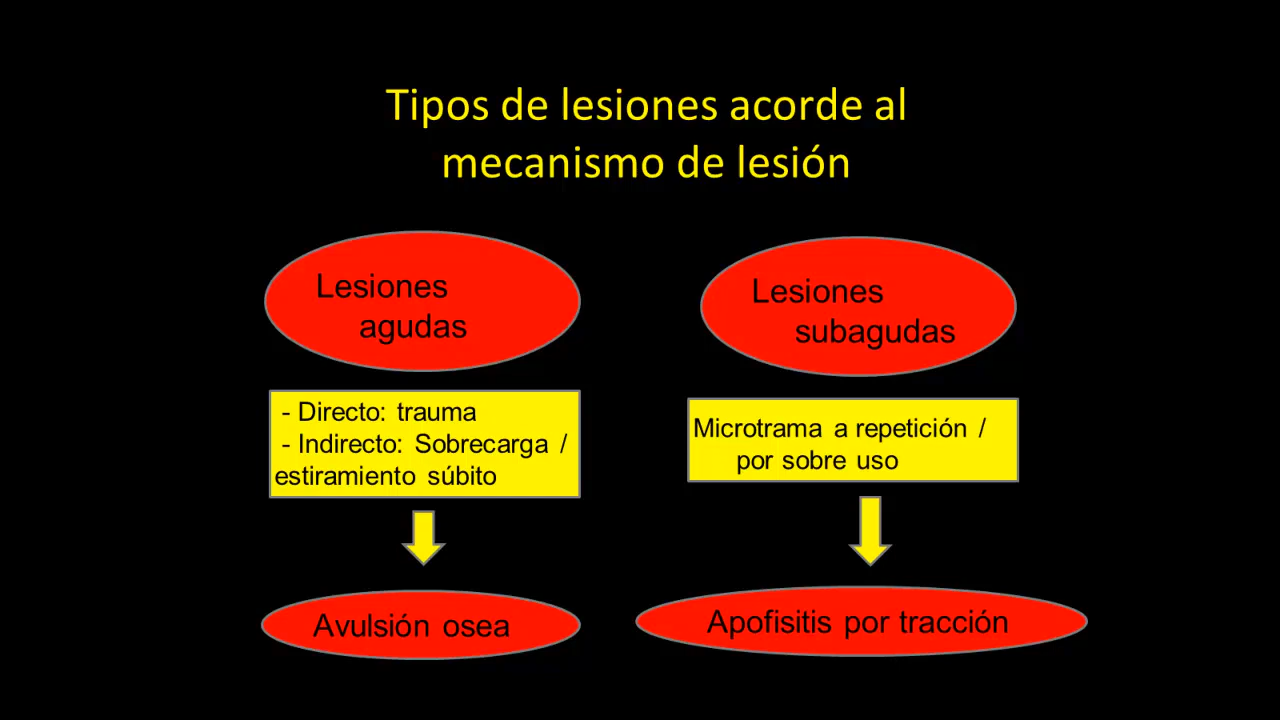 Tipos de lesiones acorde al
mecanismo de lesión
Lesiones
agudas
- Directo: trauma
- Indirecto: Sobrecarga /
estiramiento súbito
Avulsión osea
Lesiones
subagudas
Microtrama a repetición /
por sobre uso
Apofisitis por tracción